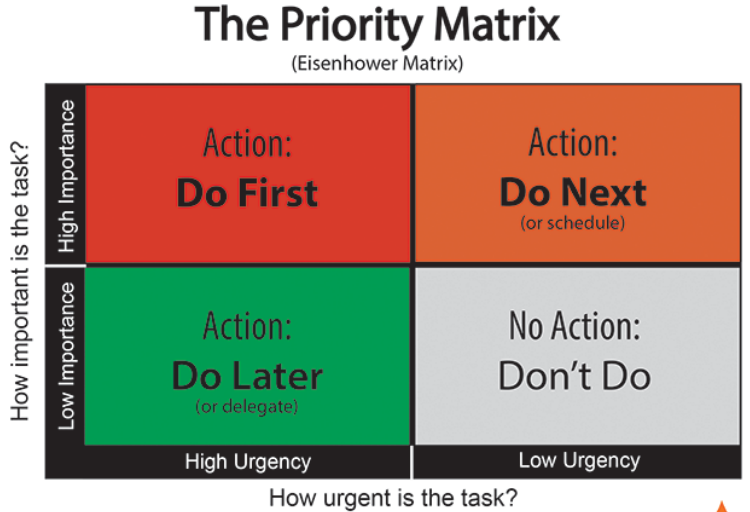 The Priority Matrix
(Eisenhower Matrix)
How important is the task?
High Importance
Action:
Do First
Action:
Do Next
(or schedule)
Low Importance
Action:
Do Later
(or delegate)
No Action:
Don't Do
High Urgency
Low Urgency
How urgent is the task?